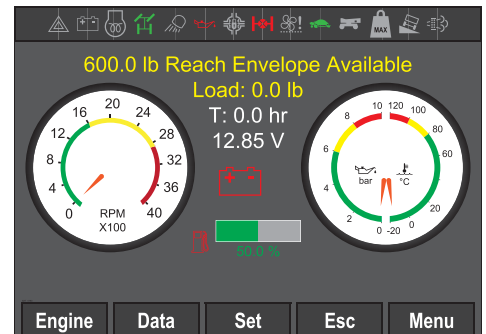 MAX
600.0 lb Reach Envelope Available
Load: 0.0 lb
T: 0.0 hr
12.85 V
0 4 8 12 16 20 24 28 32 36 40
RPM
X100
0 2 4 6 8 10
bar
120 100 80 60 20 0 -20
°C
50.0 %
Engine Data Set Esc Menu